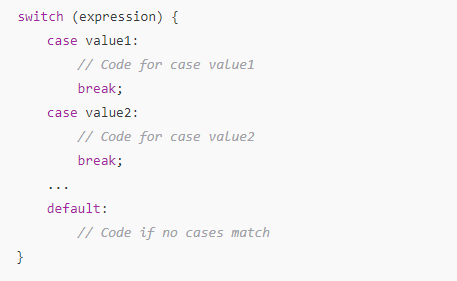 switch (expression) {
    case value1:
        // Code for case value1
        break;
    case value2:
        // Code for case value2
        break;
    ...
    default:
        // Code if no cases match
}